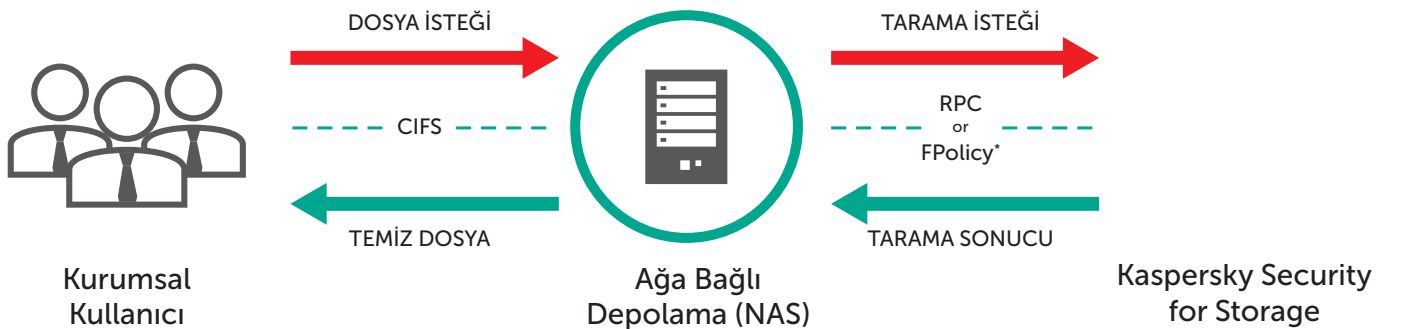 DOSYA İSTEĞİ
TARAMA İSTEĞİ
CIFS
RPC
or
FPolicy*
TEMİZ DOSYA
TARAMA SONUCU
Kurumsal
Kullanıcı
Ağa Bağlı
Depolama (NAS)
Kaspersky Security
for Storage